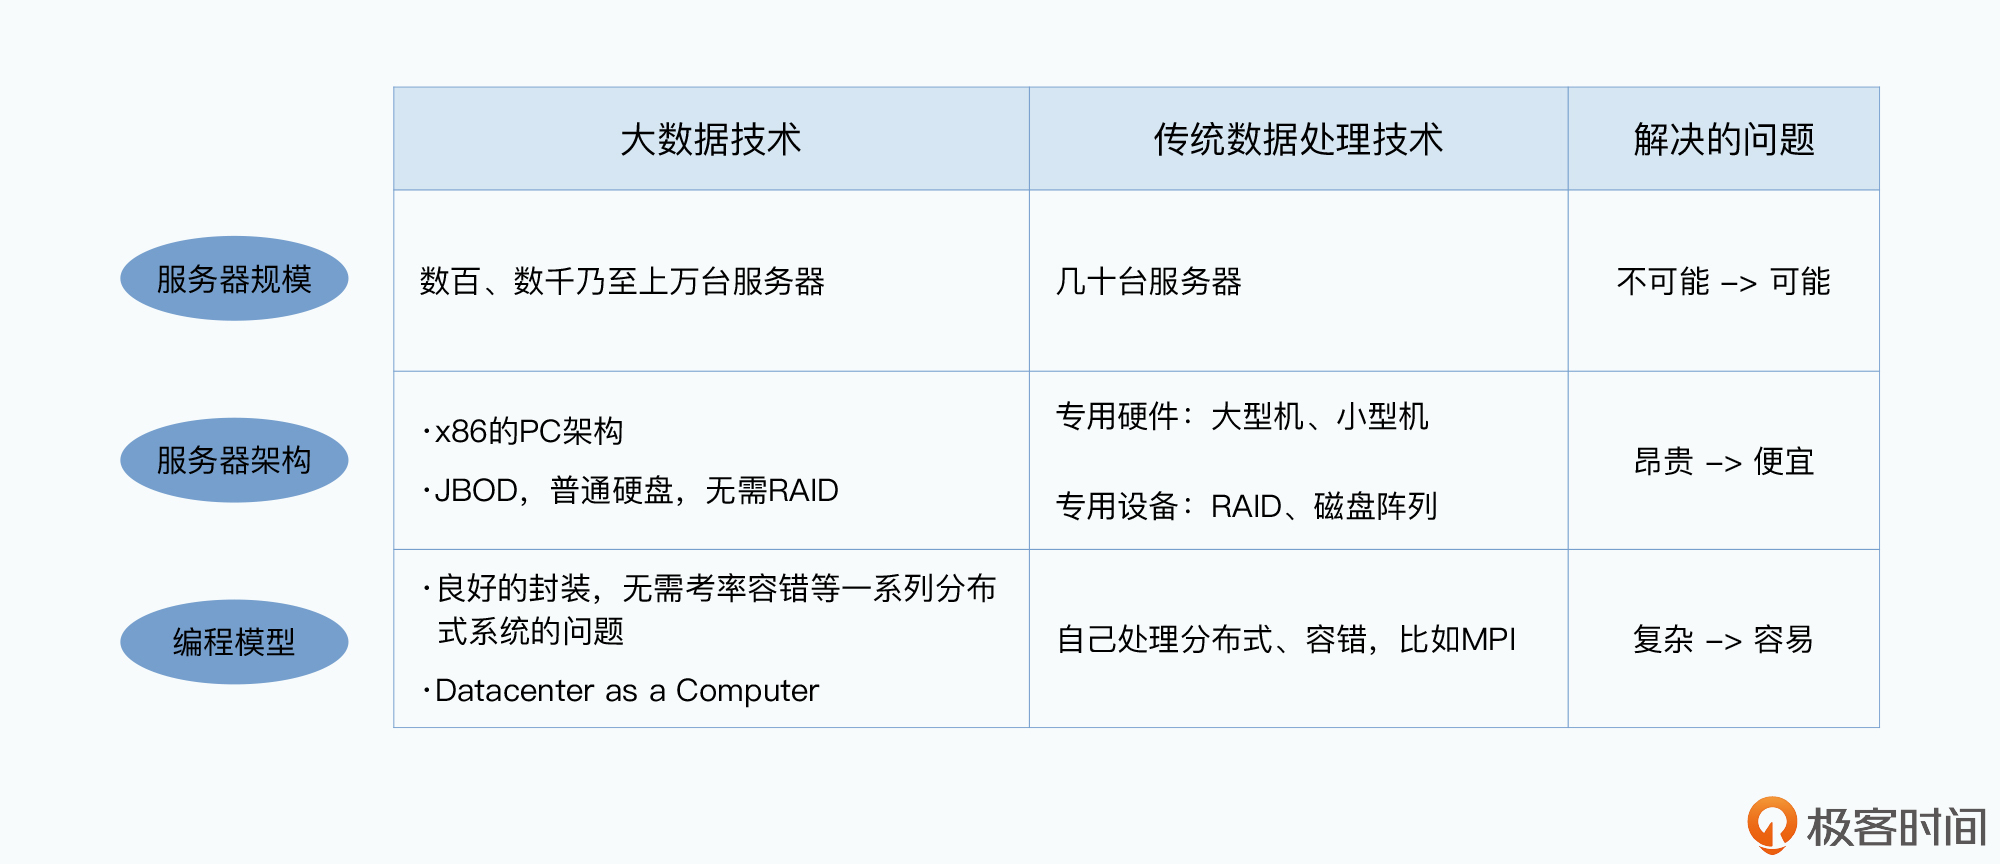 大数据技术
传统数据处理技术
解决的问题
服务器规模
数百、数千乃至上万台服务器
几十台服务器
不可能 -> 可能
服务器架构
·x86的PC架构
·JBOD，普通硬盘，无需RAID
专用硬件：大型机、小型机
专用设备：RAID、磁盘阵列
昂贵 -> 便宜
编程模型
·良好的封装，无需考率容错等一系列分布
式系统的问题
·Datacenter as a Computer
自己处理分布式、容错，比如MPI
复杂 -> 容易
极客时间